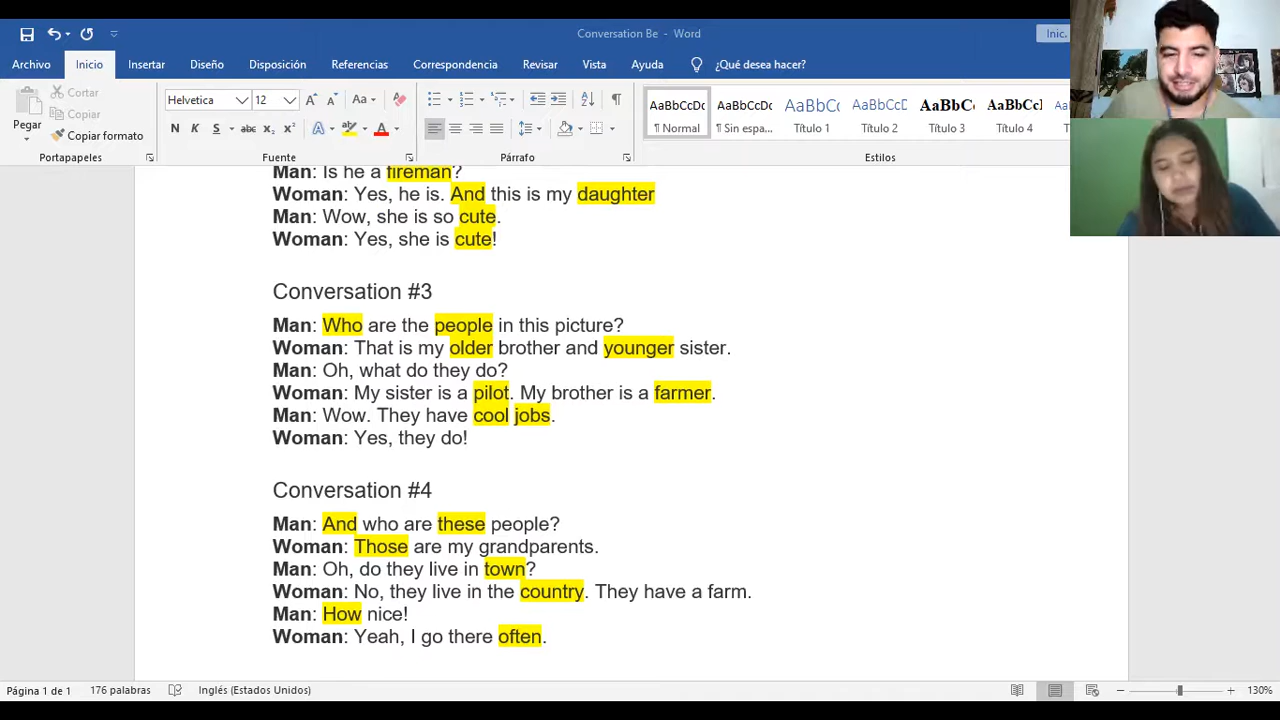 Conversation Be - Word
Inic.
Archivo Inicio Insertar Diseño Disposición Referencias Correspondencia Revisar Vista Ayuda ¿Qué desea hacer?
Pegar
Cortar
Copiar
Copiar formato
Portapapeles
Helvetica 12
Aa
N K S abc x₂ x² A A
Fuente
Párrafo
AaBbCcDc AaBbCcDc AaBbCc AaBbCcD AaBbCc AaBbCcI
¶ Normal ¶ Sin espa... Título 1 Título 2 Título 3 Título 4
Estilos
Man: Is he a fireman?
Woman: Yes, he is. And this is my daughter
Man: Wow, she is so cute.
Woman: Yes, she is cute!
Conversation #3
Man: Who are the people in this picture?
Woman: That is my older brother and younger sister.
Man: Oh, what do they do?
Woman: My sister is a pilot. My brother is a farmer.
Man: Wow. They have cool jobs.
Woman: Yes, they do!
Conversation #4
Man: And who are these people?
Woman: Those are my grandparents.
Man: Oh, do they live in town?
Woman: No, they live in the country. They have a farm.
Man: How nice!
Woman: Yeah, I go there often.
Página 1 de 1 176 palabras Inglés (Estados Unidos) 130%